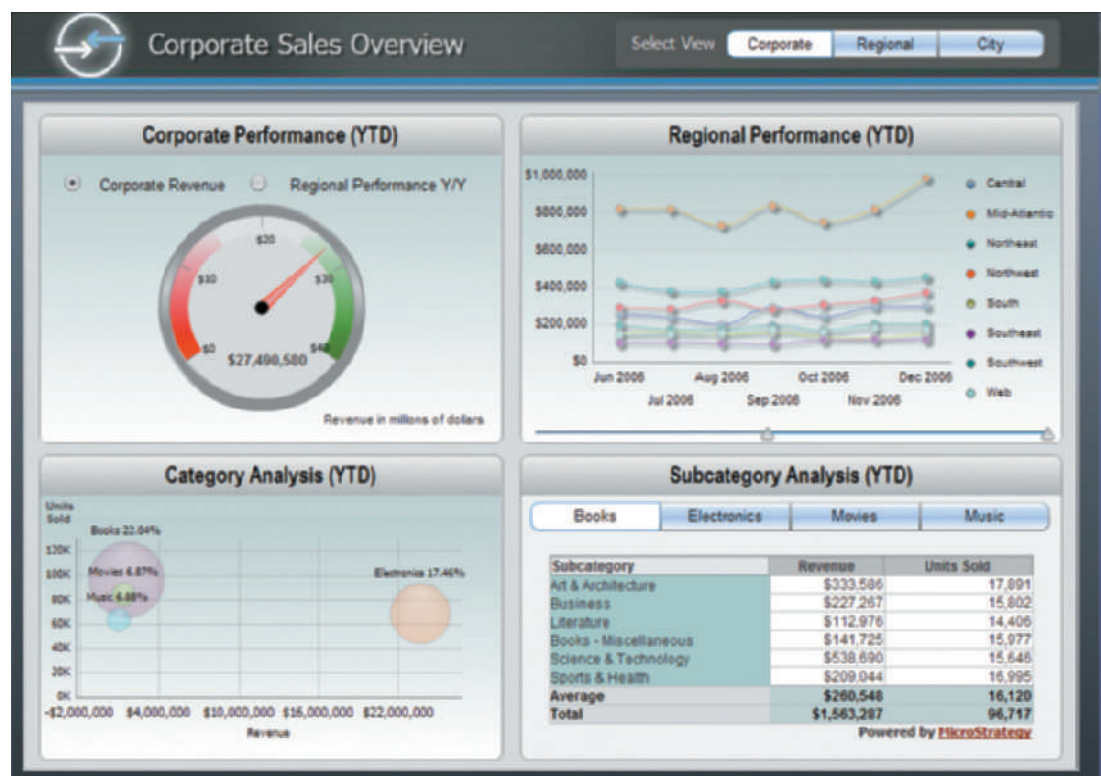 Corporate Sales Overview
Select View Corporate Regional City
Corporate Performance (YTD)
Corporate Revenue Regional Performance Y/Y
$20
$10 $30
$0 $40
$27,490,580
Revenue in millions of dollars
Regional Performance (YTD)
$1,000,000
$800,000
$600,000
$400,000
$200,000
$0
Jun 2006 Aug 2006 Oct 2006 Dec 2006
Jul 2006 Sep 2006 Nov 2006
Central
Mid-Atlantic
Northeast
Northwest
South
Southeast
Southwest
Web
Category Analysis (YTD)
Units
Sold
Books 22.04%
120K
100K Movies 6.87% Electronics 17.46%
80K Music 6.88%
60K
40K
20K
0K
-$2,000,000 $4,000,000 $10,000,000 $16,000,000 $22,000,000
Revenue
Subcategory Analysis (YTD)
Books Electronics Movies Music
Subcategory Revenue Units Sold
Art & Architecture $333,586 17,891
Business $227,267 15,802
Literature $112,976 14,406
Books - Miscellaneous $141,725 15,977
Science & Technology $538,690 15,646
Sports & Health $209,044 16,995
Average $260,548 16,120
Total $1,563,287 96,717
Powered by MicroStrategy